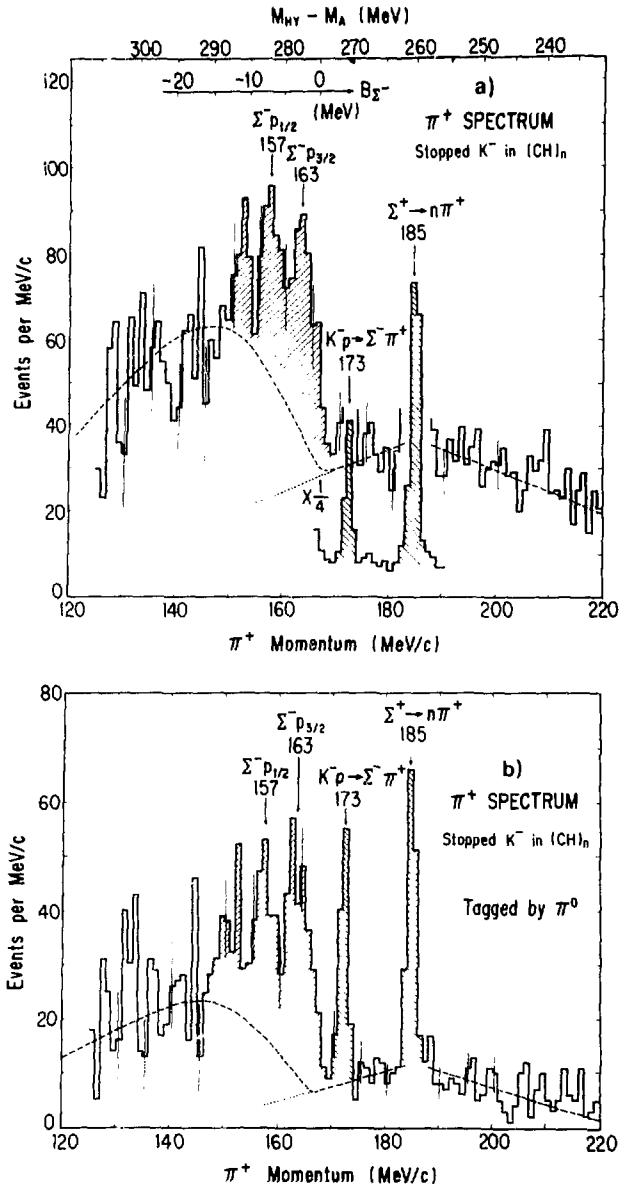 M_HY – M_A (MeV)
300 290 280 270 260 250 240
-20 -10 0 B_Σ⁻
(MeV)
a)
π⁺ SPECTRUM
Stopped K⁻ in (CH)n
Σ⁻p1/2
157
Σ⁻p3/2
163
Σ⁺→nπ⁺
185
K⁻p→Σ⁻π⁺
173
X 1/4
Events per MeV/c
120
100
80
60
40
20
0
120 140 160 180 200 220
π⁺ Momentum (MeV/c)
b)
π⁺ SPECTRUM
Stopped K⁻ in (CH)n
Tagged by π⁰
Σ⁻p3/2
163
Σ⁻p1/2
157
K⁻p→Σ⁻π⁺
173
Σ⁺→nπ⁺
185
Events per MeV/c
80
60
40
20
0
120 140 160 180 200 220
π⁺ Momentum (MeV/c)